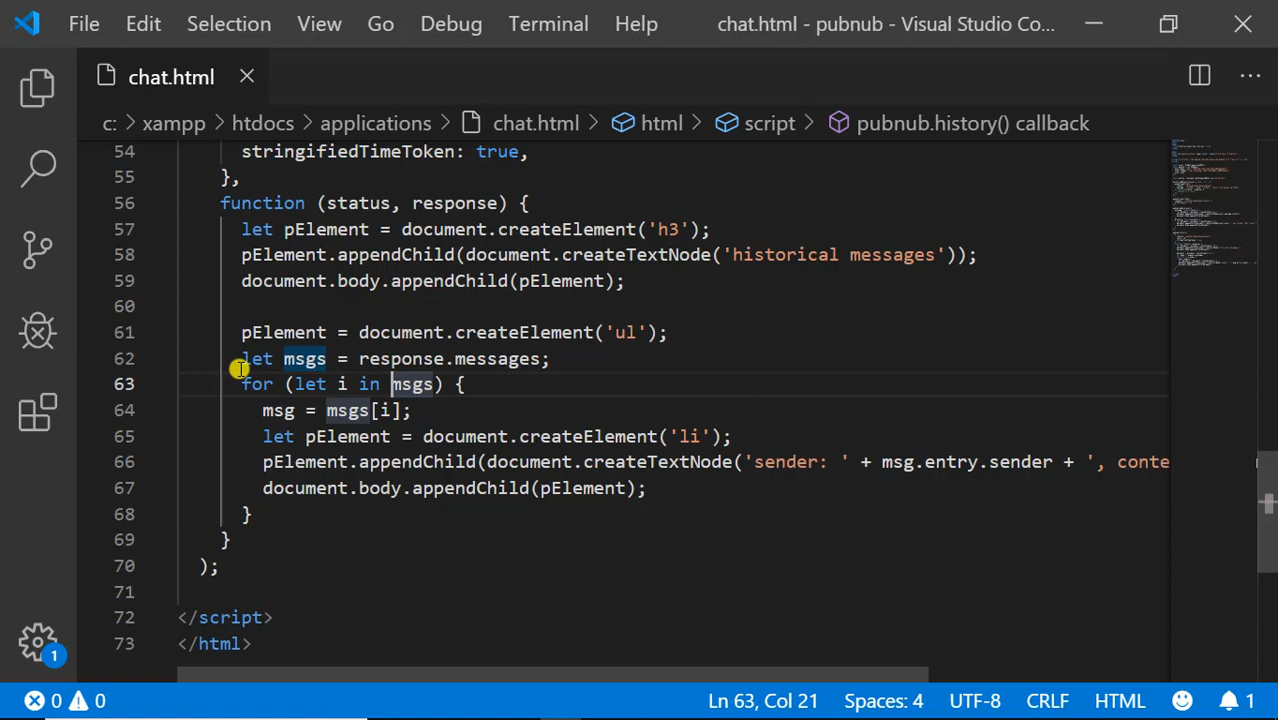 File Edit Selection View Go Debug Terminal Help chat.html - pubnub - Visual Studio Co...
chat.html
c: > xampp > htdocs > applications > chat.html > html > script > pubnub.history() callback
54 stringifiedTimeToken: true,
55 },
56 function (status, response) {
57 let pElement = document.createElement('h3');
58 pElement.appendChild(document.createTextNode('historical messages'));
59 document.body.appendChild(pElement);
60
61 pElement = document.createElement('ul');
62 let msgs = response.messages;
63 for (let i in msgs) {
64 msg = msgs[i];
65 let pElement = document.createElement('li');
66 pElement.appendChild(document.createTextNode('sender: ' + msg.entry.sender + ', conte
67 document.body.appendChild(pElement);
68 }
69 }
70 );
71
72 </script>
73 </html>
1
0 0 Ln 63, Col 21 Spaces: 4 UTF-8 CRLF HTML 1